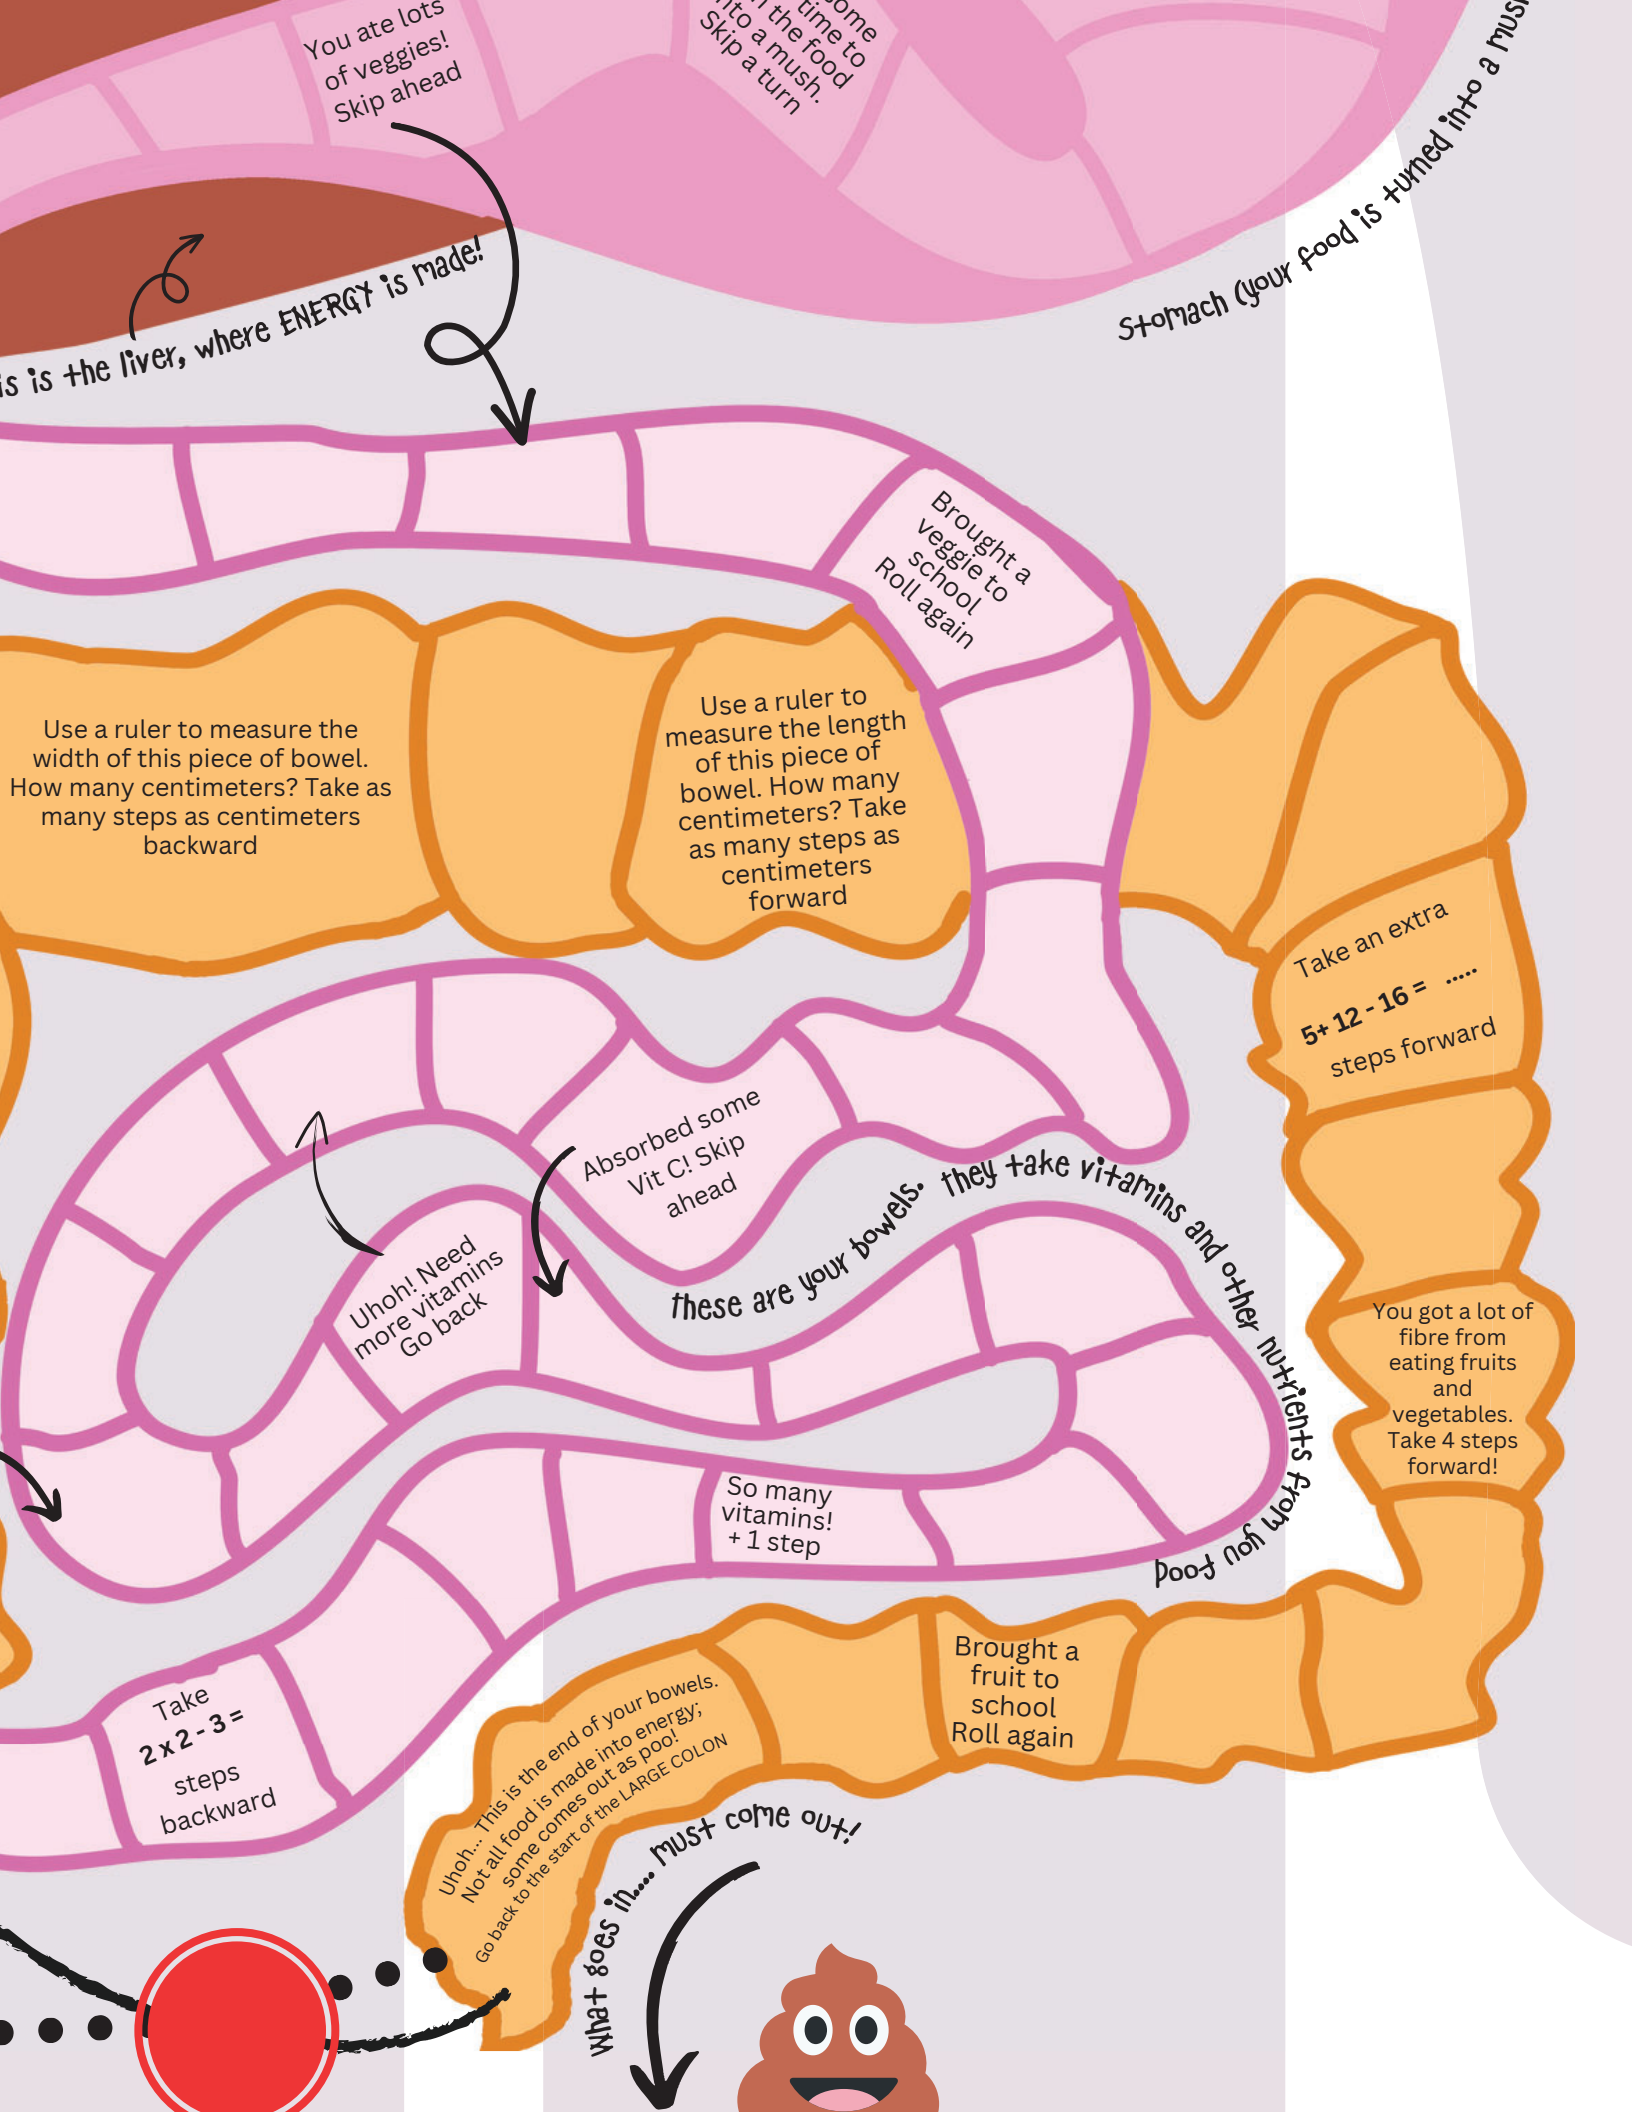 You ate lots
of veggies!
Skip ahead
some
time to
the food
into a mush.
Skip a turn
Stomach (your food is turned into a
is the liver, where ENERGY is made!
Brought a
veggie to
school
Roll again
Use a ruler to measure the
width of this piece of bowel.
How many centimeters? Take as
many steps as centimeters
backward
Use a ruler to
measure the length
of this piece of
bowel. How many
centimeters? Take
as many steps as
centimeters
forward
Take an extra
5+ 12 - 16 = .....
steps forward
Absorbed some
Vit C! Skip
ahead
These are your bowels. They take vitamins and other nutrients from you food
Uhoh! Need
more vitamins
Go back
You got a lot of
fibre from
eating fruits
and
vegetables.
Take 4 steps
forward!
So many
vitamins!
+ 1 step
Brought a
fruit to
school
Roll again
Take
2 x 2 - 3 =
steps
backward
Uhoh... This is the end of your bowels.
Not all food is made into energy;
some comes out as poo!
Go back to the start of the LARGE COLON
What goes in.... must come out!